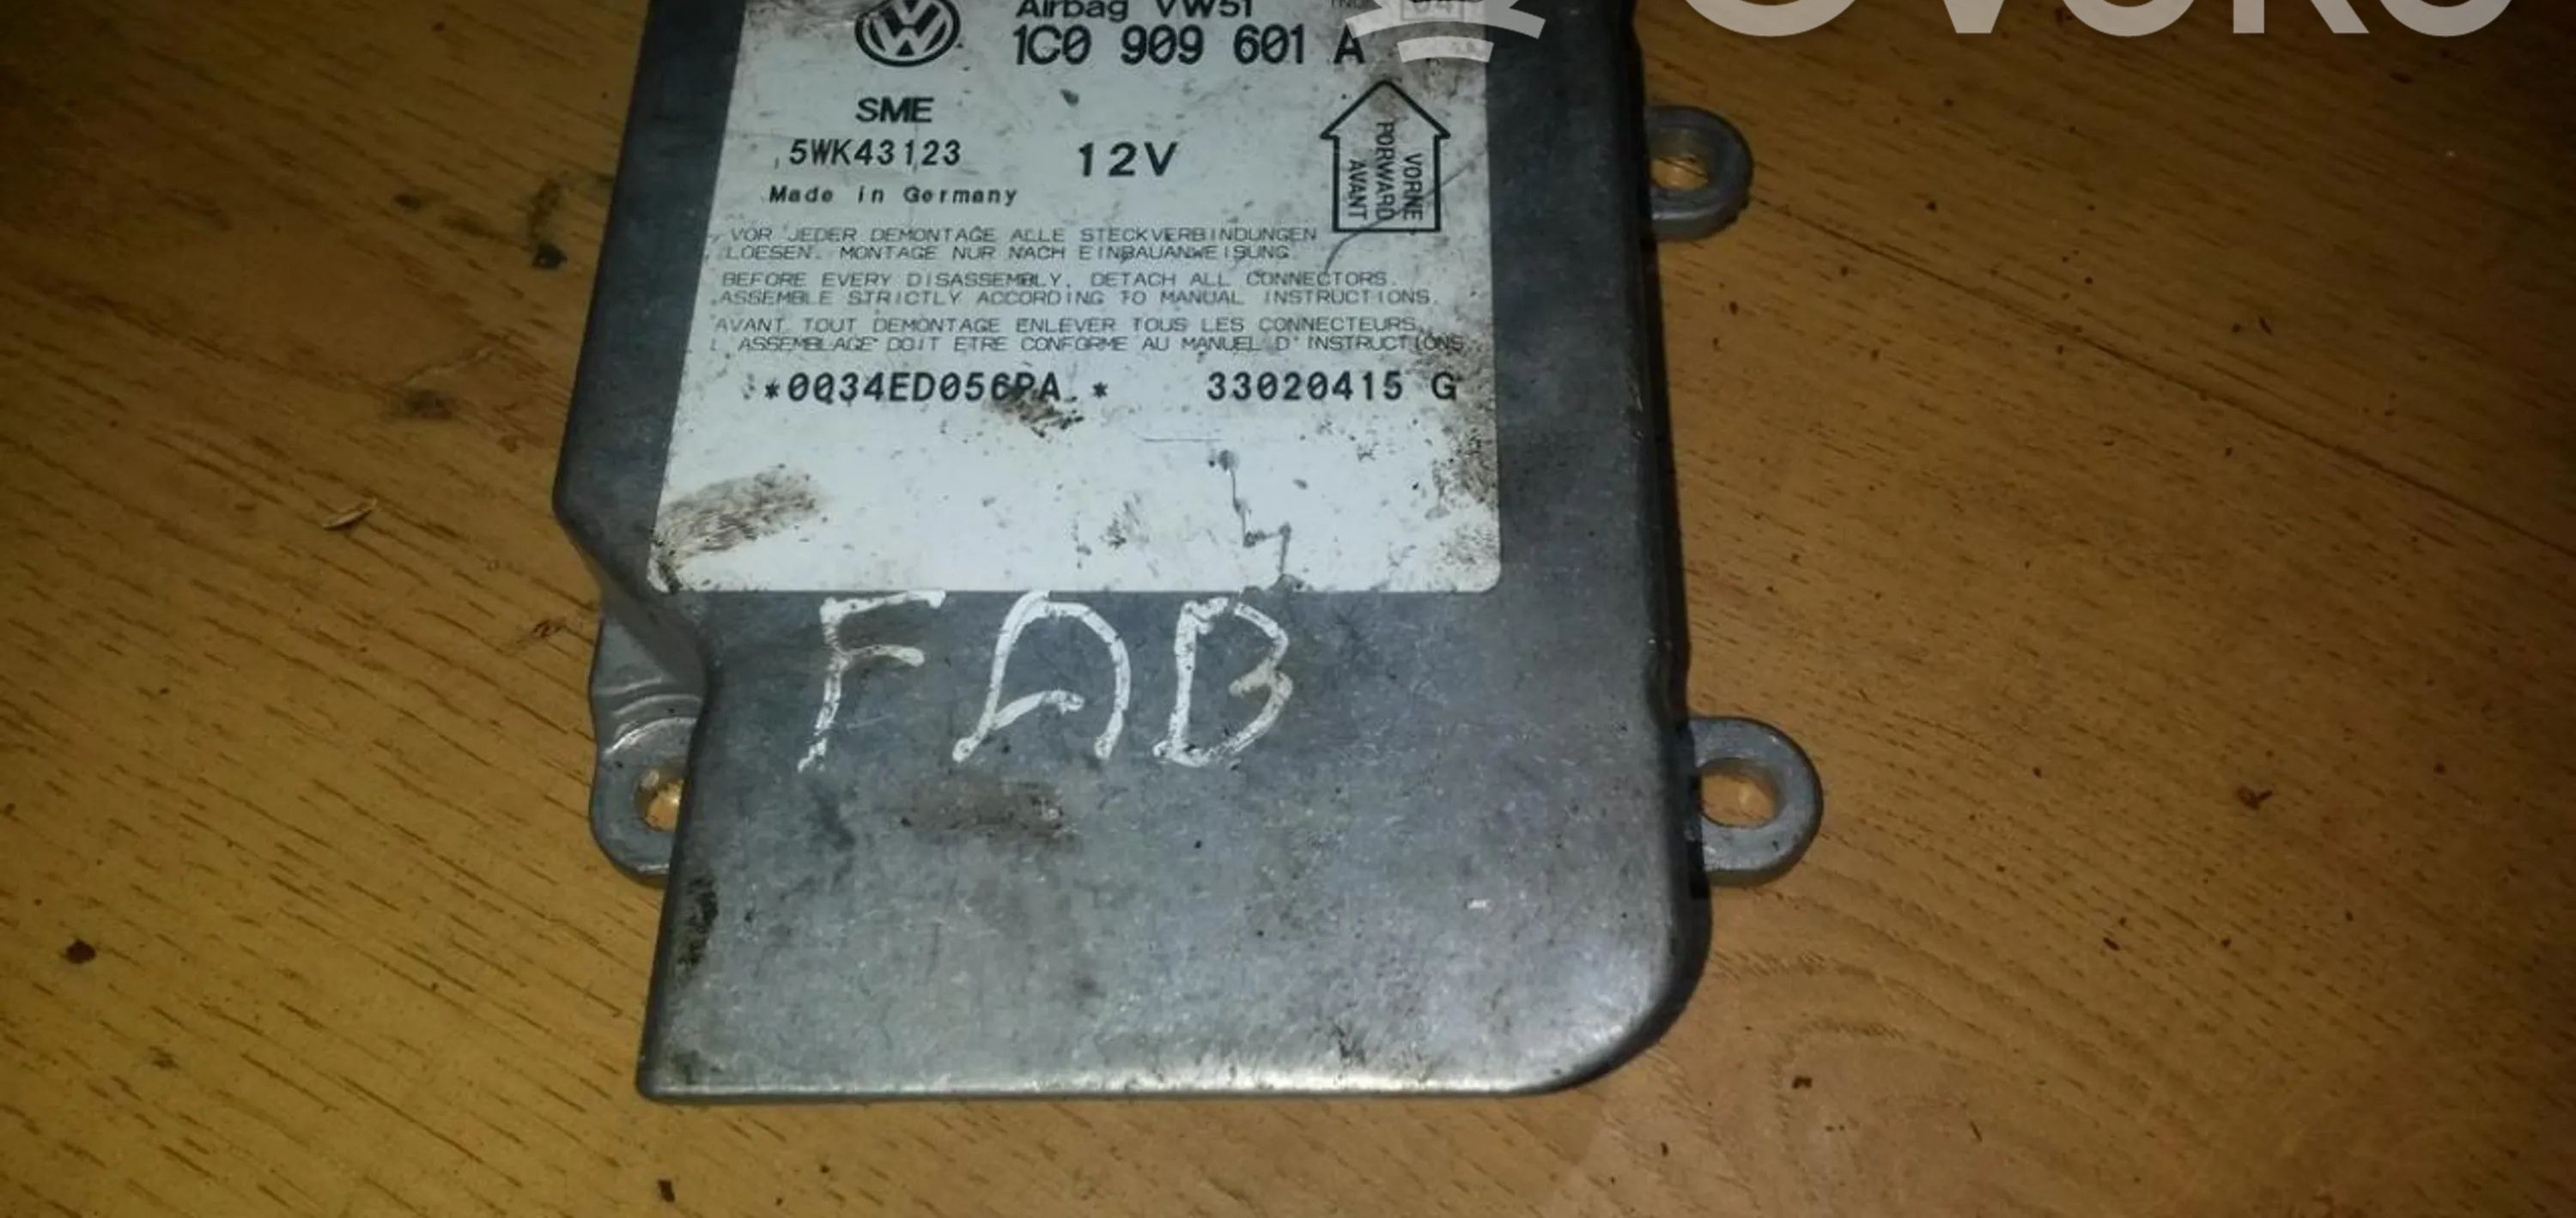 Airbag VW51
1C0 909 601 A
SME
5WK43123
12V
Made in Germany
VORNE
FORWARD
AVANT
VOR JEDER DEMONTAGE ALLE STECKVERBINDUNGEN
LOESEN. MONTAGE NUR NACH EINBAUANWEISUNG.
BEFORE EVERY DISASSEMBLY, DETACH ALL CONNECTORS.
ASSEMBLE STRICTLY ACCORDING TO MANUAL INSTRUCTIONS.
AVANT TOUT DEMONTAGE ENLEVER TOUS LES CONNECTEURS.
L'ASSEMBLAGE DOIT ETRE CONFORME AU MANUEL D'INSTRUCTIONS
*0034ED056PA.* 33020415 G
FAB